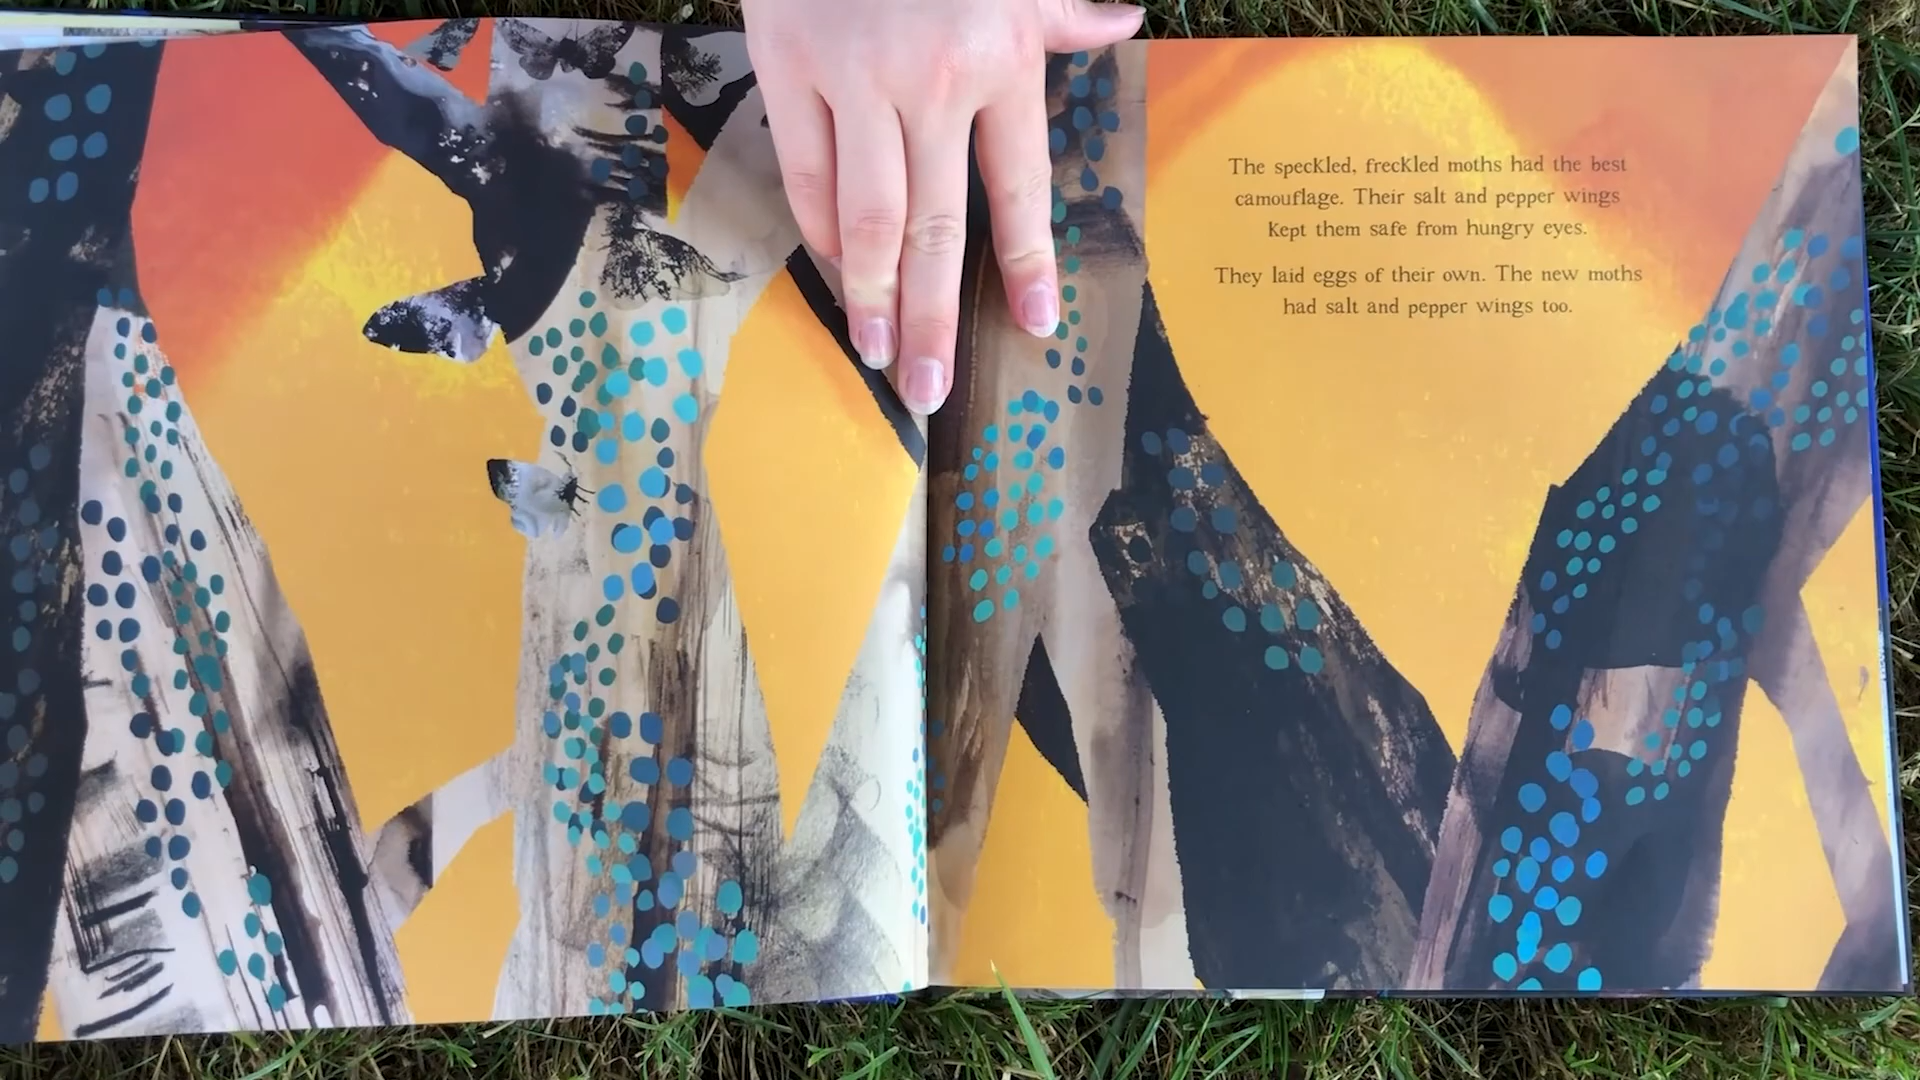 The speckled, freckled moths had the best
camouflage. Their salt and pepper wings
kept them safe from hungry eyes.
They laid eggs of their own. The new moths
had salt and pepper wings too.